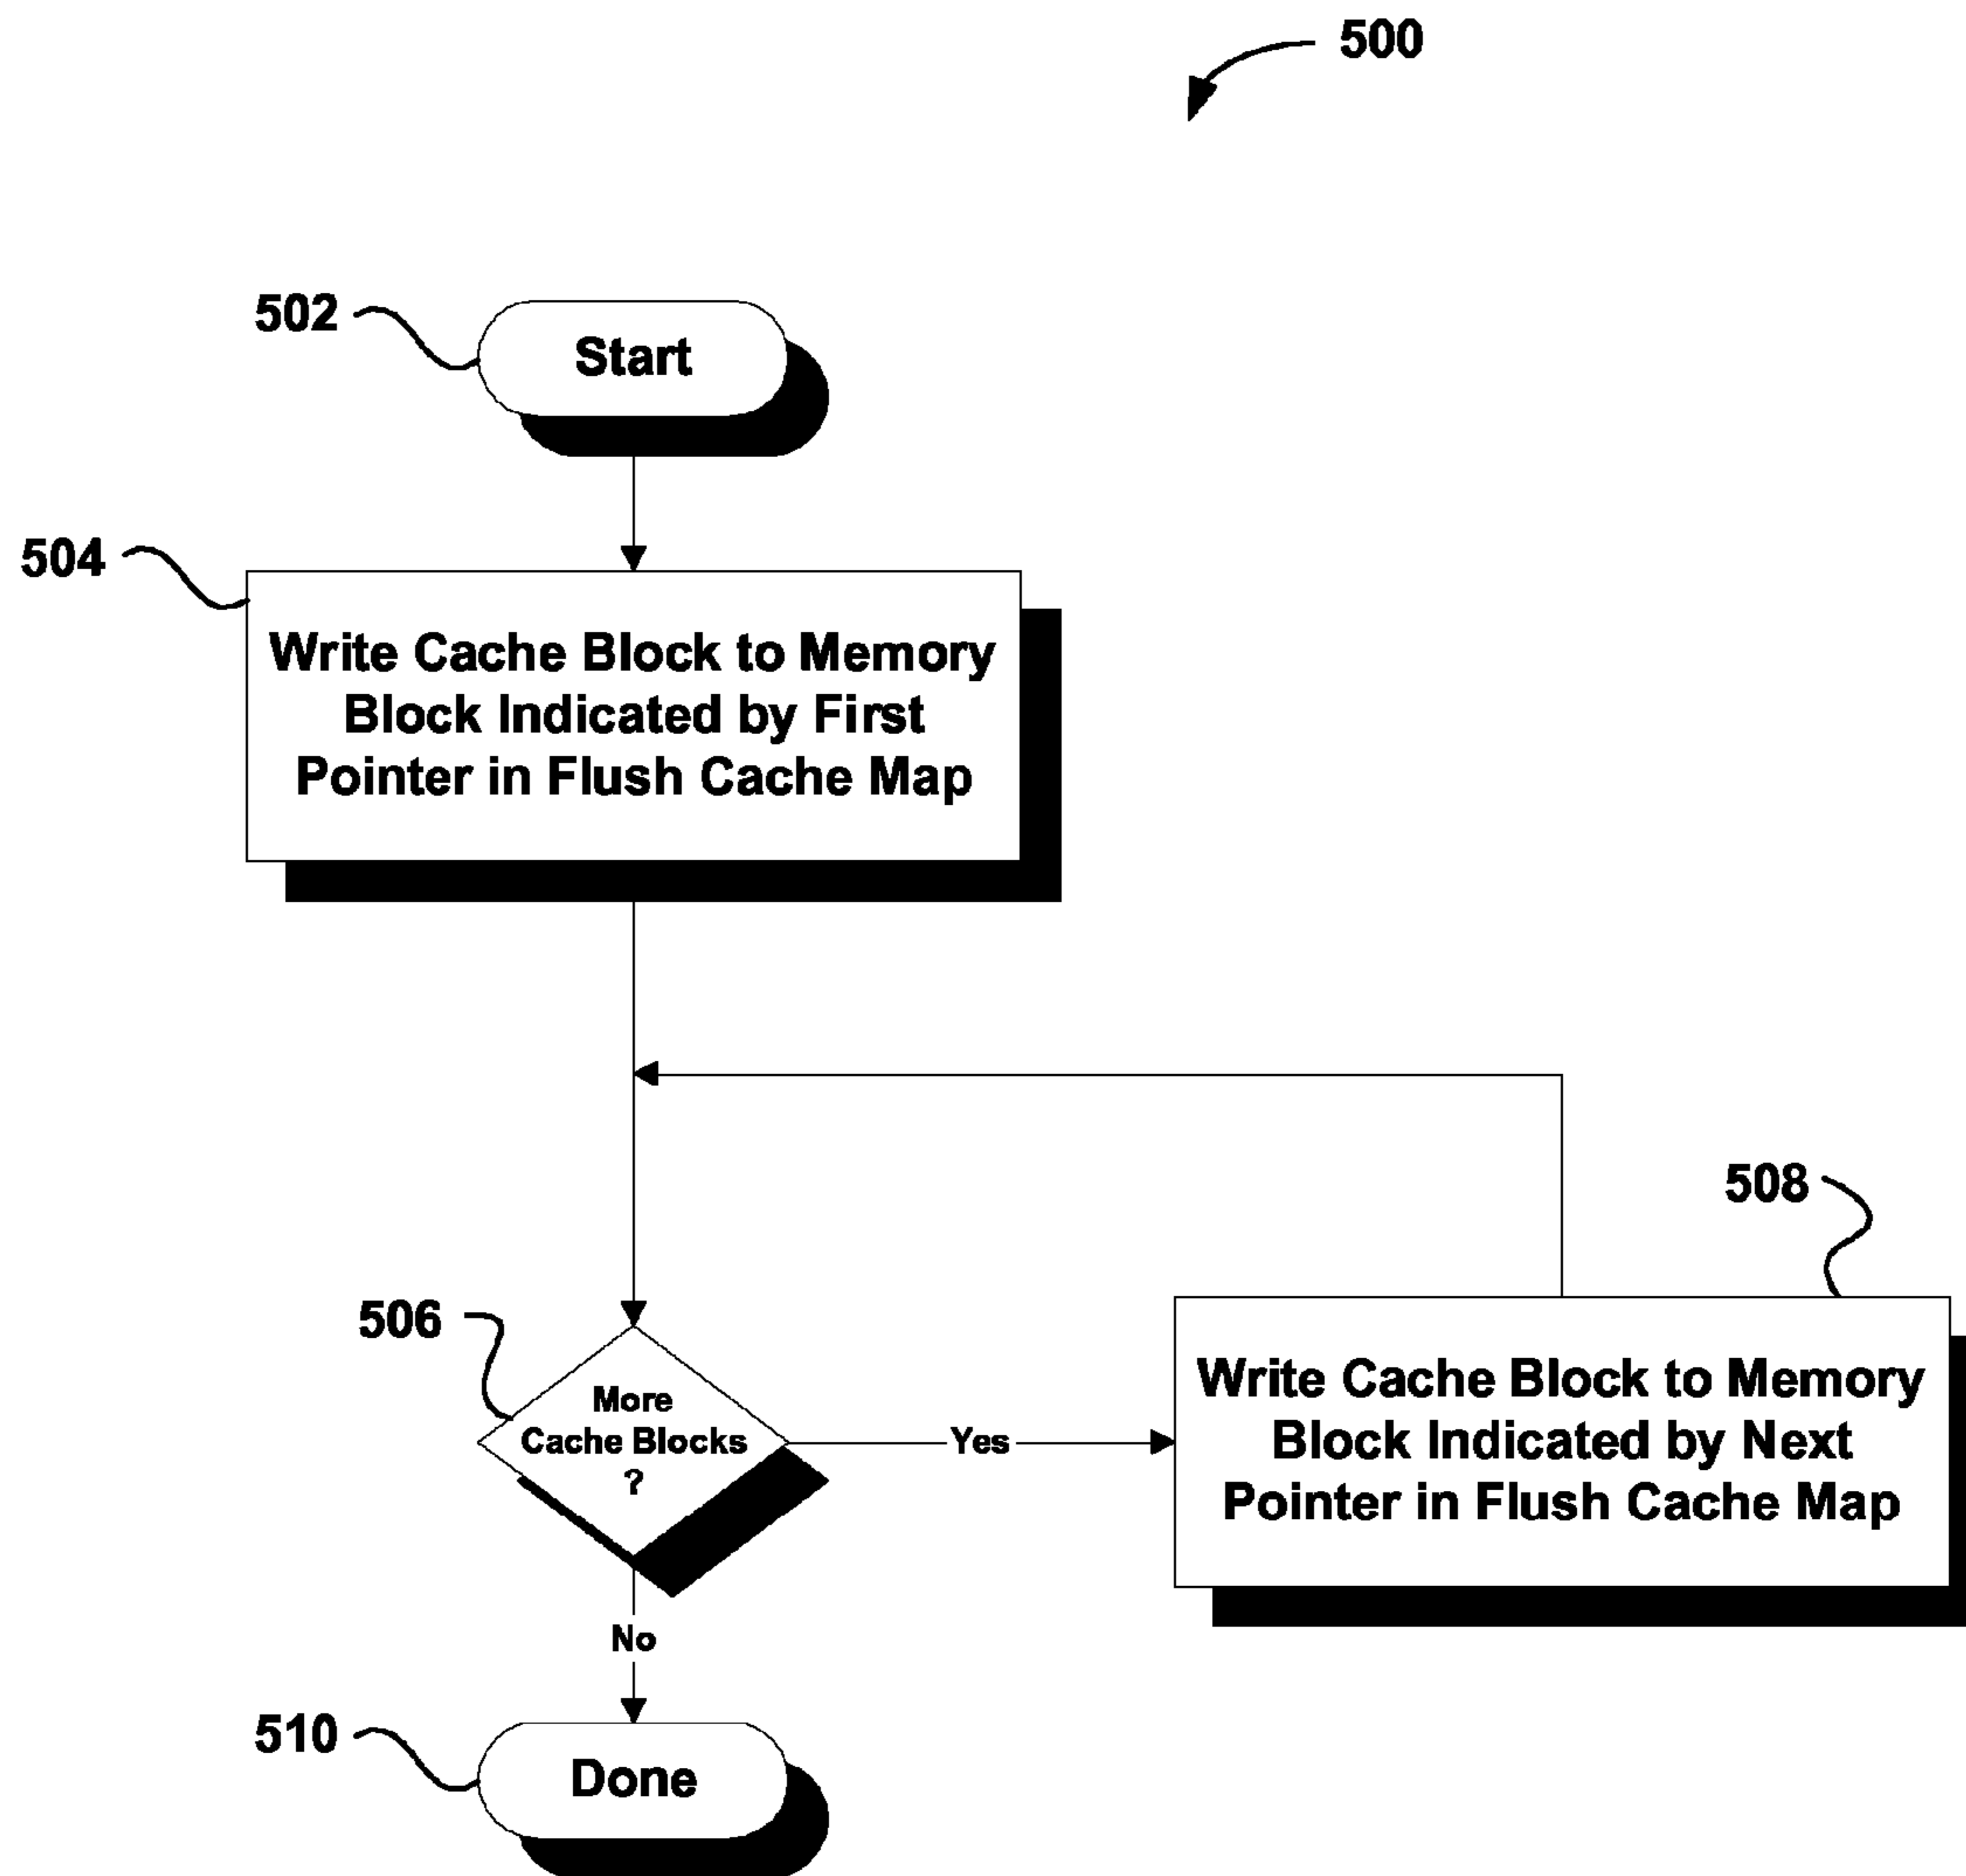 500
502
Start
504
Write Cache Block to Memory
Block Indicated by First
Pointer in Flush Cache Map
508
506
More
Cache Blocks
?
Yes
Write Cache Block to Memory
Block Indicated by Next
Pointer in Flush Cache Map
No
510
Done